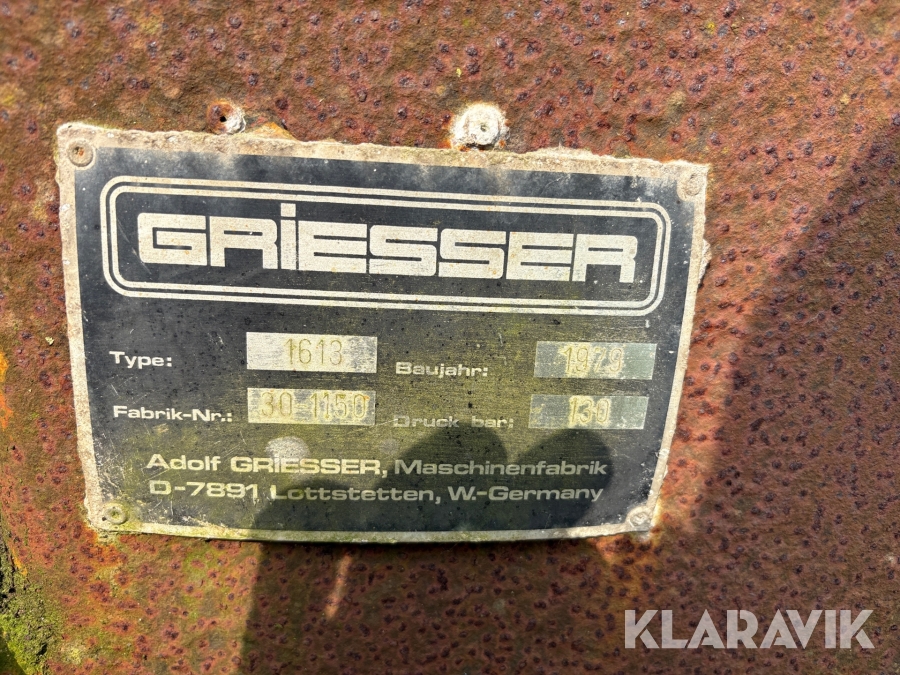 GRIESSER
Type: 1613 Baujahr: 1979
Fabrik-Nr.: 30-1150 Druck bar: 130
Adolf GRIESSER, Maschinenfabrik
D-7891 Lottstetten, W.-Germany
KLARAVIK